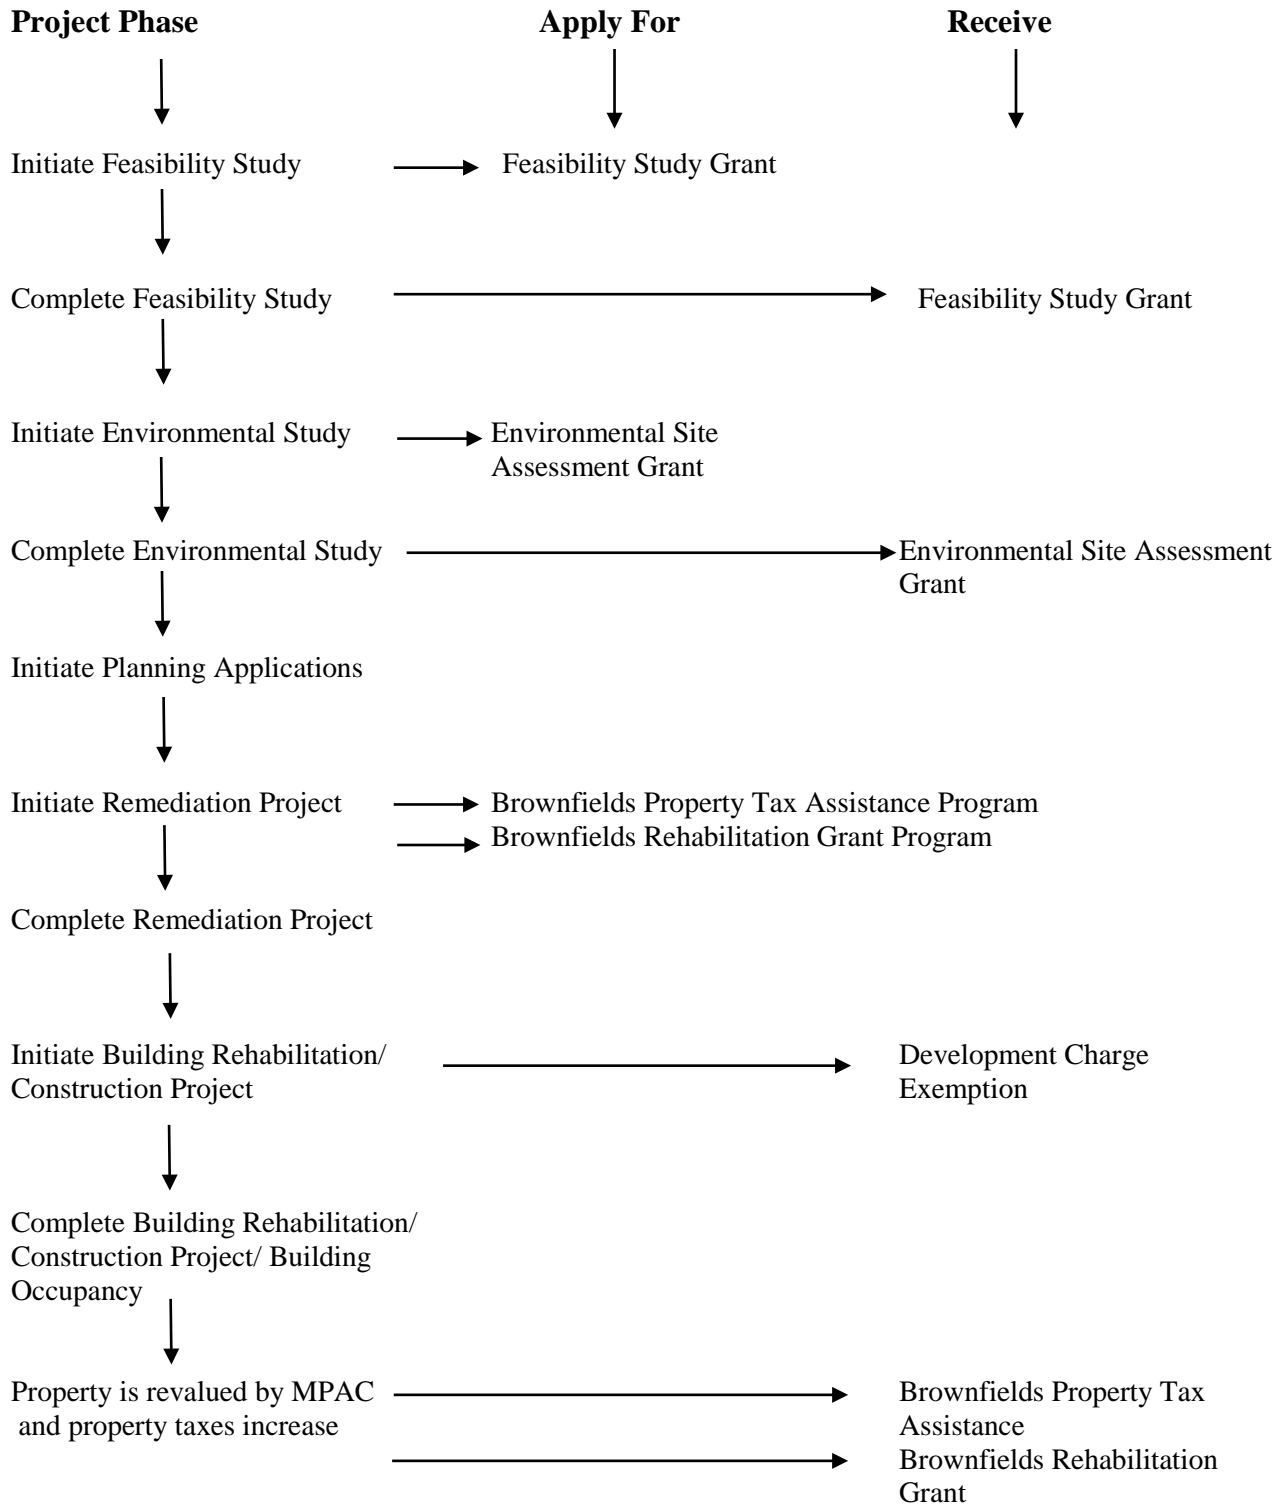 Project Phase Apply For Receive
Initiate Feasibility Study Feasibility Study Grant
Complete Feasibility Study Feasibility Study Grant
Initiate Environmental Study Environmental Site
Assessment Grant
Complete Environmental Study Environmental Site Assessment
Grant
Initiate Planning Applications
Initiate Remediation Project Brownfields Property Tax Assistance Program
Brownfields Rehabilitation Grant Program
Complete Remediation Project
Initiate Building Rehabilitation/ Development Charge
Construction Project Exemption
Complete Building Rehabilitation/
Construction Project/ Building
Occupancy
Property is revalued by MPAC Brownfields Property Tax
and property taxes increase Assistance
Brownfields Rehabilitation
Grant